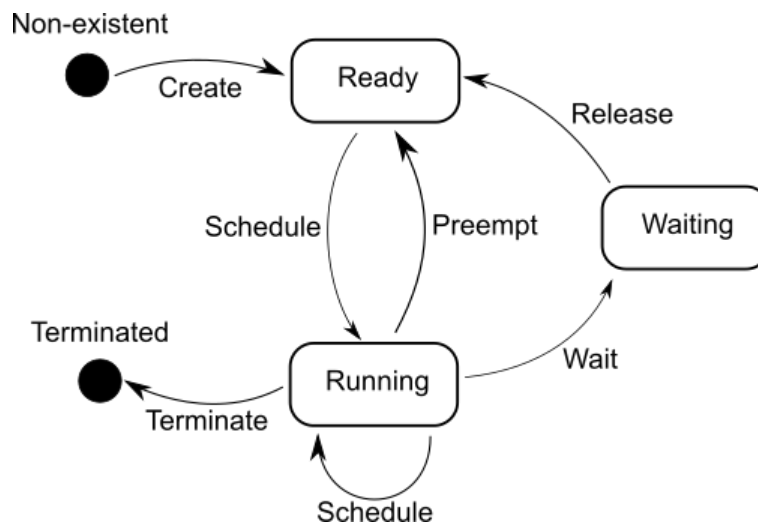 Non-existent
Create
Ready
Release
Schedule
Preempt
Waiting
Terminated
Running
Wait
Terminate
Schedule